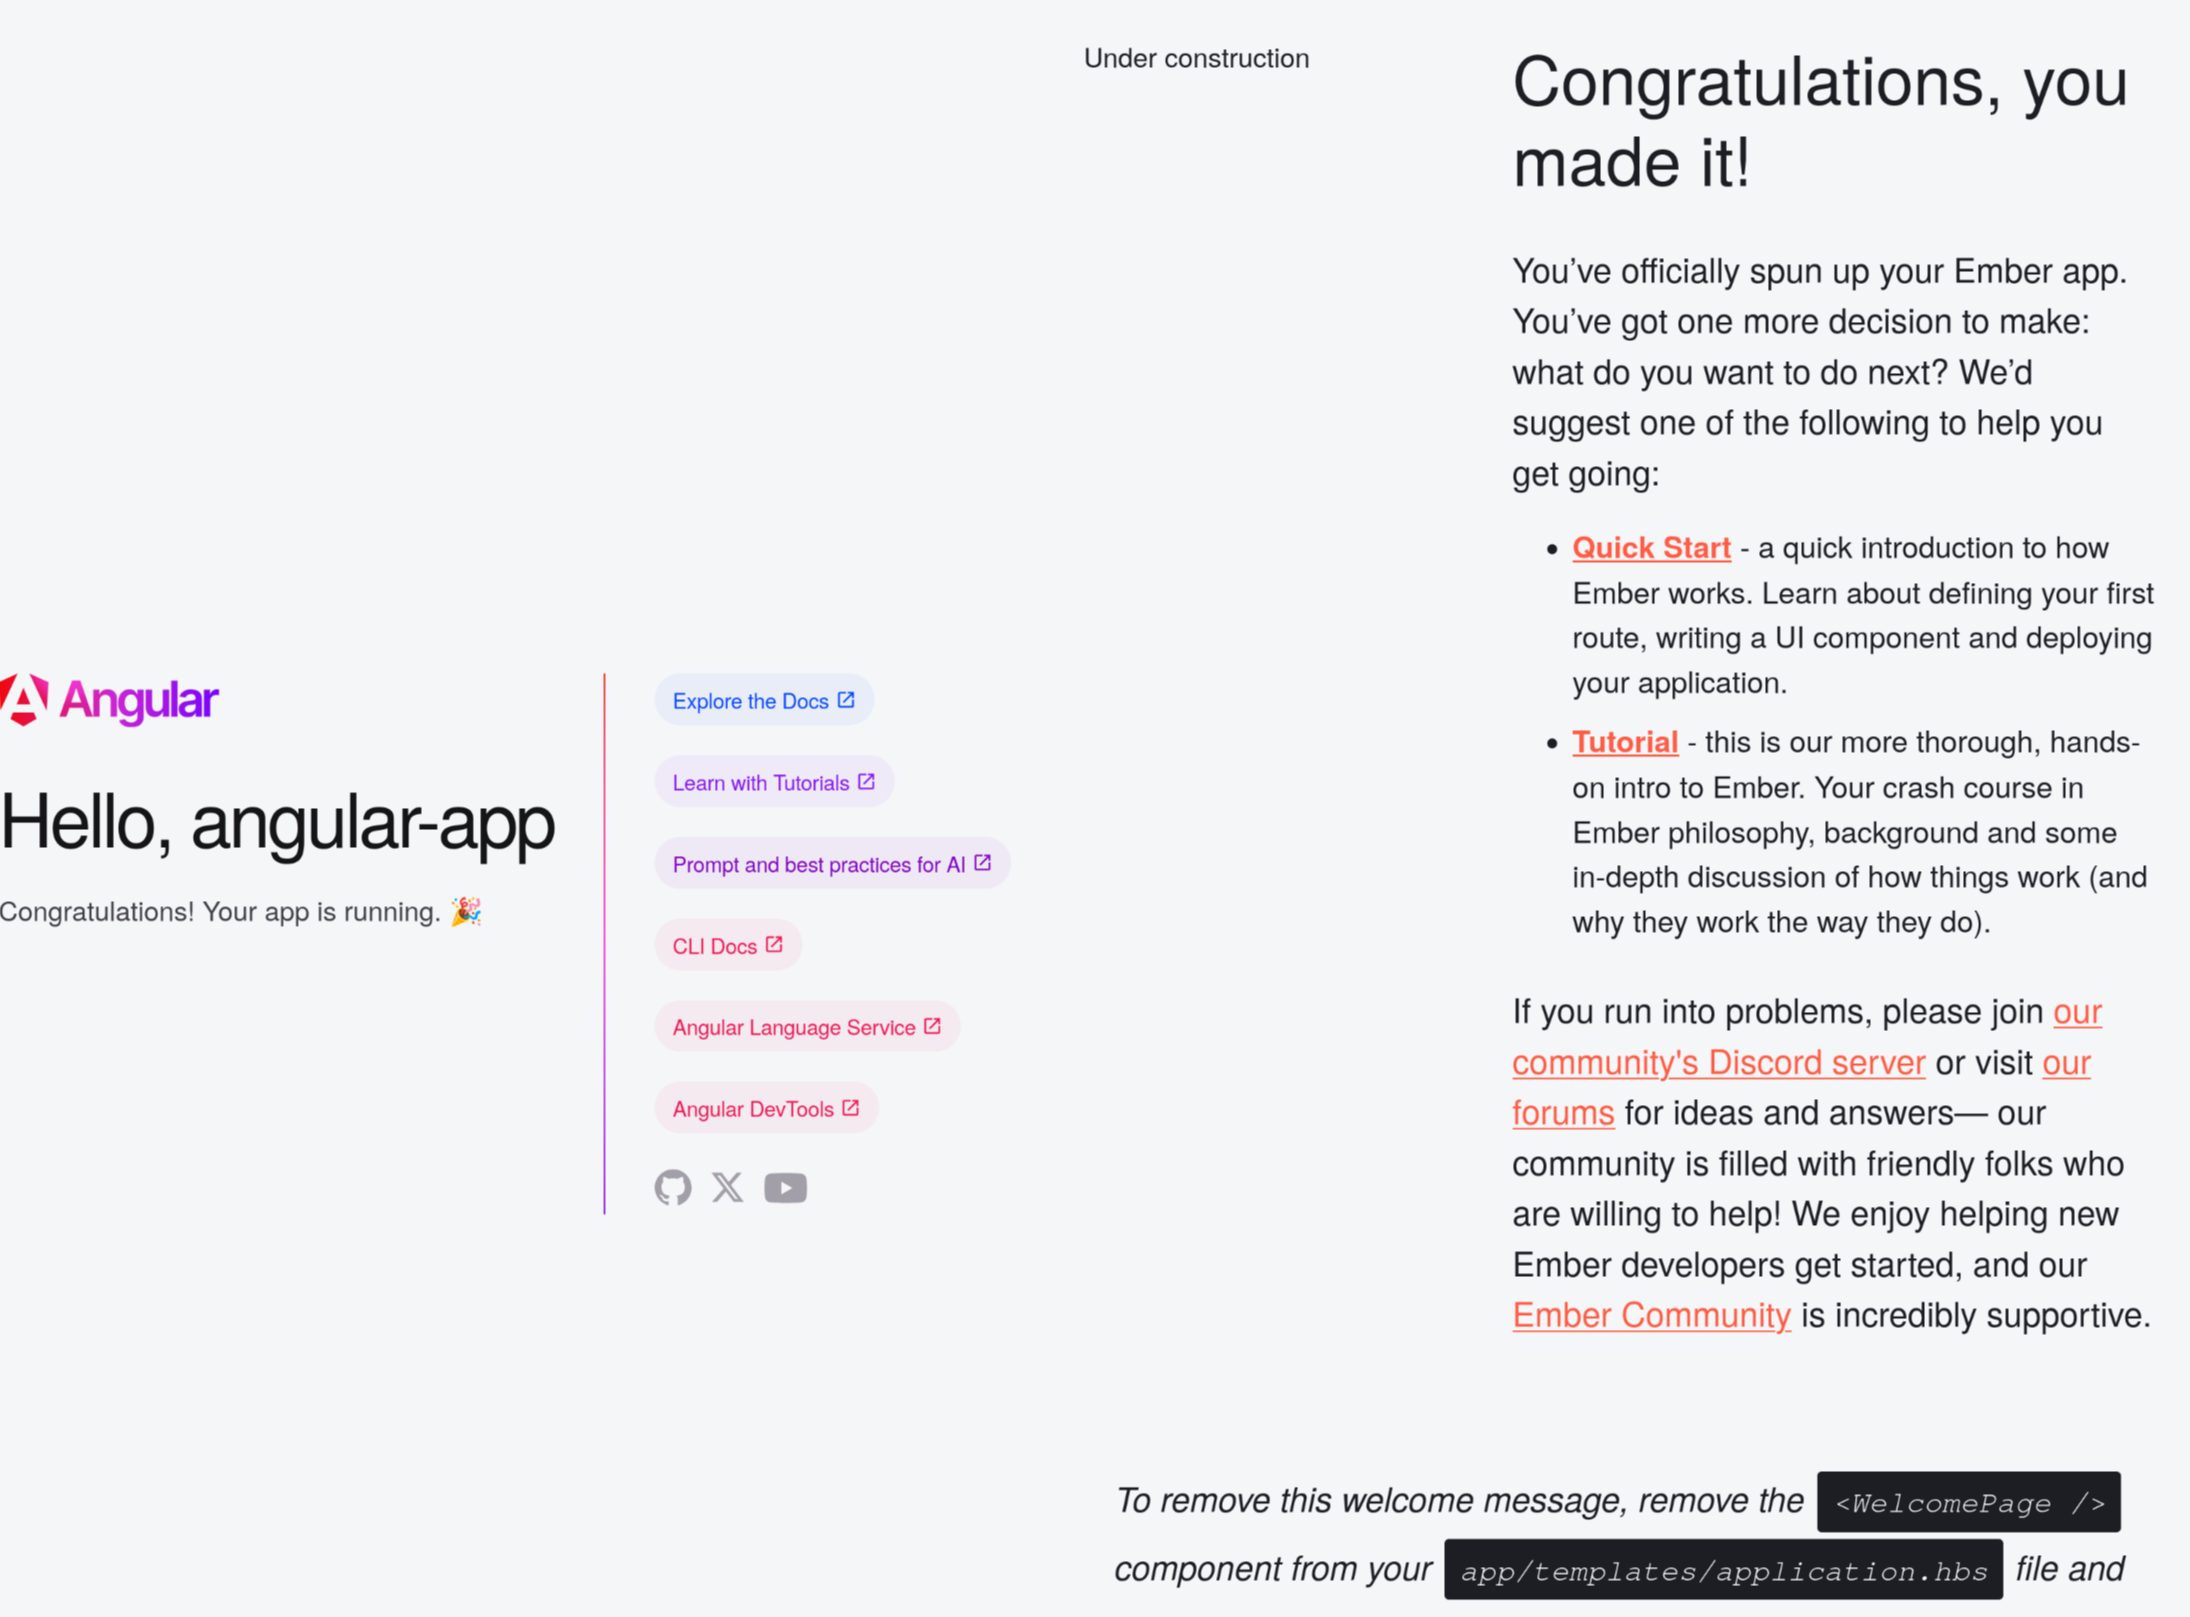 Angular
Hello, angular-app
Congratulations! Your app is running. 🎉
Explore the Docs
Learn with Tutorials
Prompt and best practices for AI
CLI Docs
Angular Language Service
Angular DevTools
Under construction
Congratulations, you
made it!
You’ve officially spun up your Ember app.
You’ve got one more decision to make:
what do you want to do next? We’d
suggest one of the following to help you
get going:
• Quick Start - a quick introduction to how
Ember works. Learn about defining your first
route, writing a UI component and deploying
your application.
• Tutorial - this is our more thorough, hands-
on intro to Ember. Your crash course in
Ember philosophy, background and some
in-depth discussion of how things work (and
why they work the way they do).
If you run into problems, please join our
community's Discord server or visit our
forums for ideas and answers— our
community is filled with friendly folks who
are willing to help! We enjoy helping new
Ember developers get started, and our
Ember Community is incredibly supportive.
To remove this welcome message, remove the <WelcomePage />
component from your app/templates/application.hbs file and